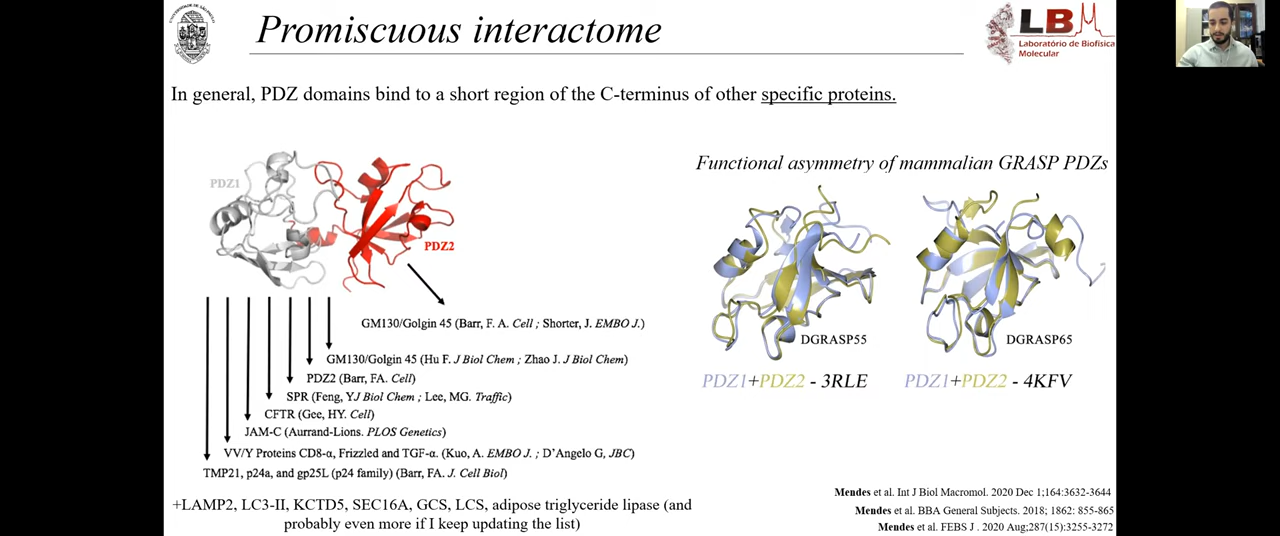 UNIVERSIDADE DE SÃO PAULO
Promiscuous interactome
LB
Laboratório de Biofísica
Molecular
In general, PDZ domains bind to a short region of the C-terminus of other specific proteins.
Functional asymmetry of mammalian GRASP PDZs
PDZ1
PDZ2
GM130/Golgin 45 (Barr, F. A. Cell ; Shorter, J. EMBO J.)
GM130/Golgin 45 (Hu F. J Biol Chem ; Zhao J. J Biol Chem)
PDZ2 (Barr, FA. Cell)
SPR (Feng, YJ Biol Chem ; Lee, MG. Traffic)
CFTR (Gee, HY. Cell)
JAM-C (Aurrand-Lions. PLOS Genetics)
VV/Y Proteins CD8-α, Frizzled and TGF-α. (Kuo, A. EMBO J. ; D'Angelo G, JBC)
TMP21, p24a, and gp25L (p24 family) (Barr, FA. J. Cell Biol)
+LAMP2, LC3-II, KCTD5, SEC16A, GCS, LCS, adipose triglyceride lipase (and
probably even more if I keep updating the list)
DGRASP55
DGRASP65
PDZ1+PDZ2 - 3RLE
PDZ1+PDZ2 - 4KFV
Mendes et al. Int J Biol Macromol. 2020 Dec 1;164:3632-3644
Mendes et al. BBA General Subjects. 2018; 1862: 855-865
Mendes et al. FEBS J . 2020 Aug;287(15):3255-3272